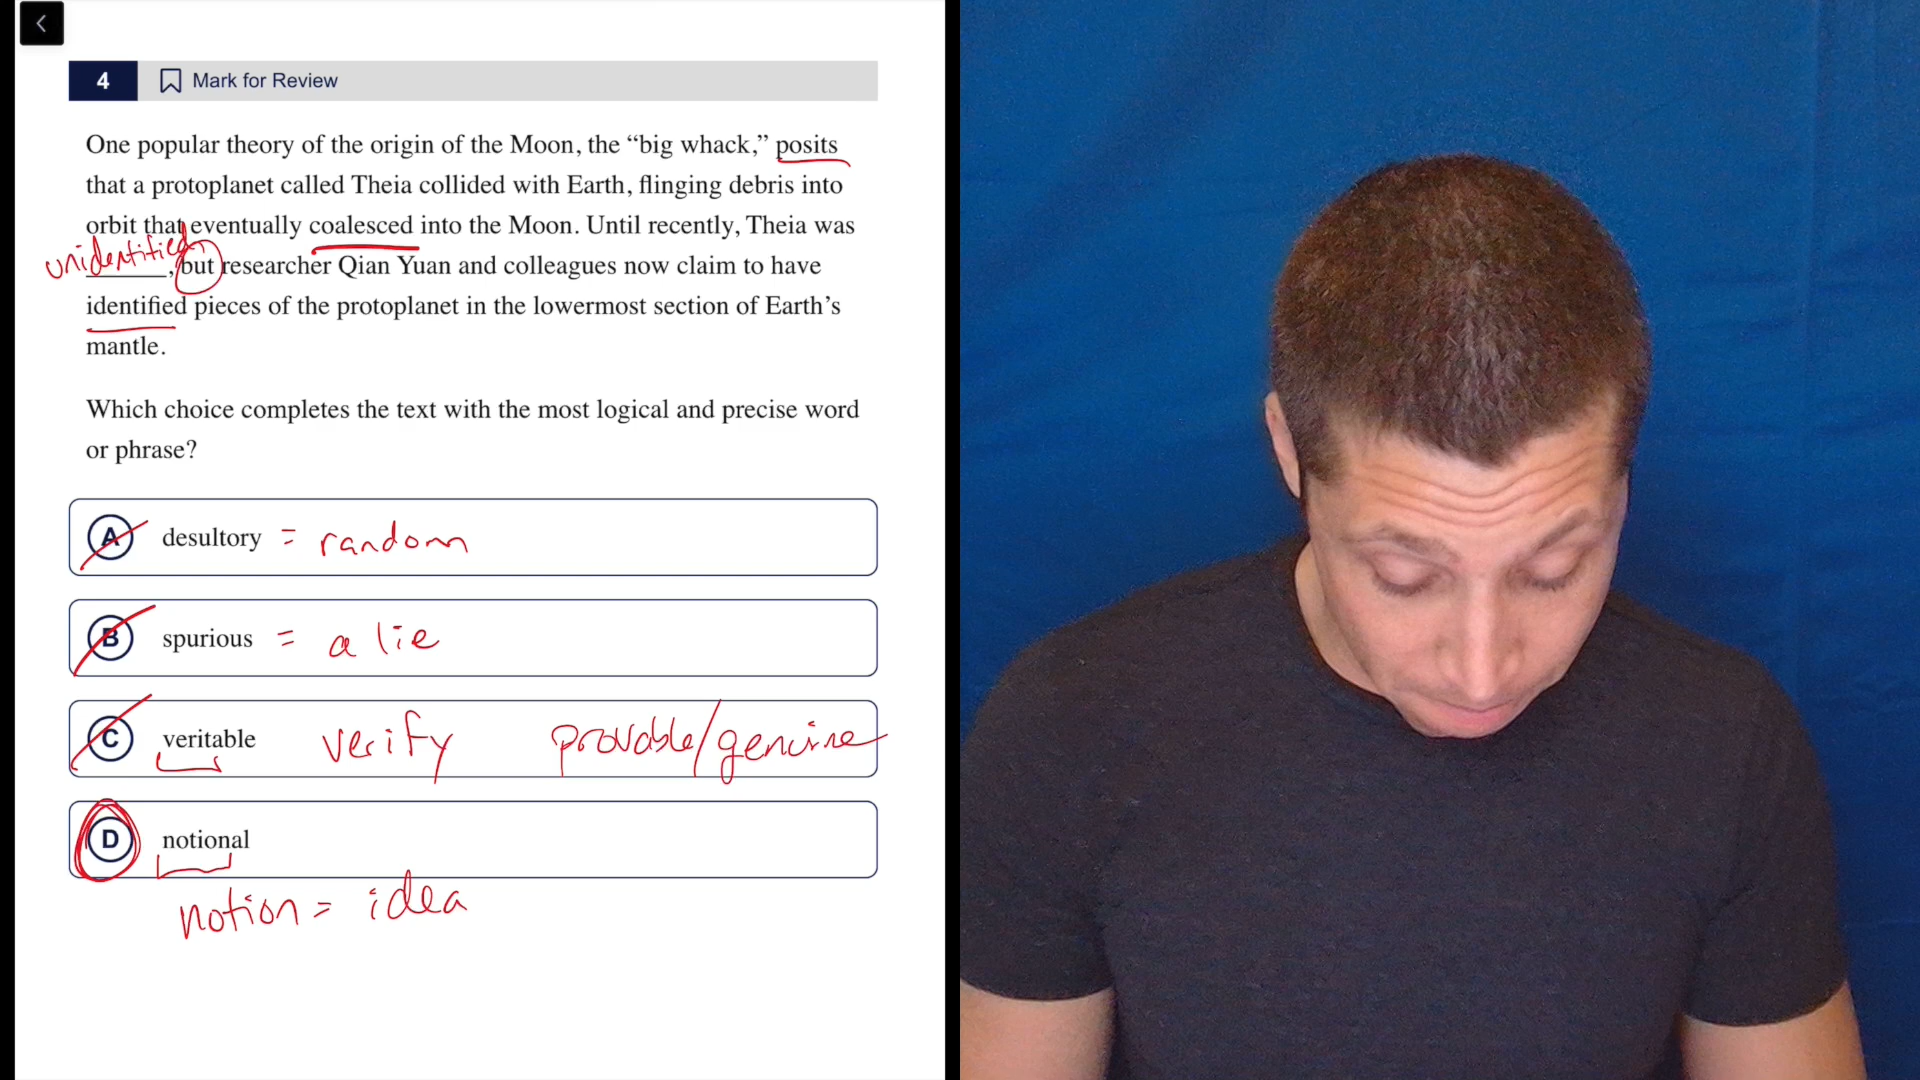 4 Mark for Review
One popular theory of the origin of the Moon, the “big whack,” posits
that a protoplanet called Theia collided with Earth, flinging debris into
orbit that eventually coalesced into the Moon. Until recently, Theia was
unidentified
________, but researcher Qian Yuan and colleagues now claim to have
identified pieces of the protoplanet in the lowermost section of Earth’s
mantle.
Which choice completes the text with the most logical and precise word
or phrase?
A desultory = random
B spurious = a lie
C veritable verify provable/genuine
D notional
notion = idea